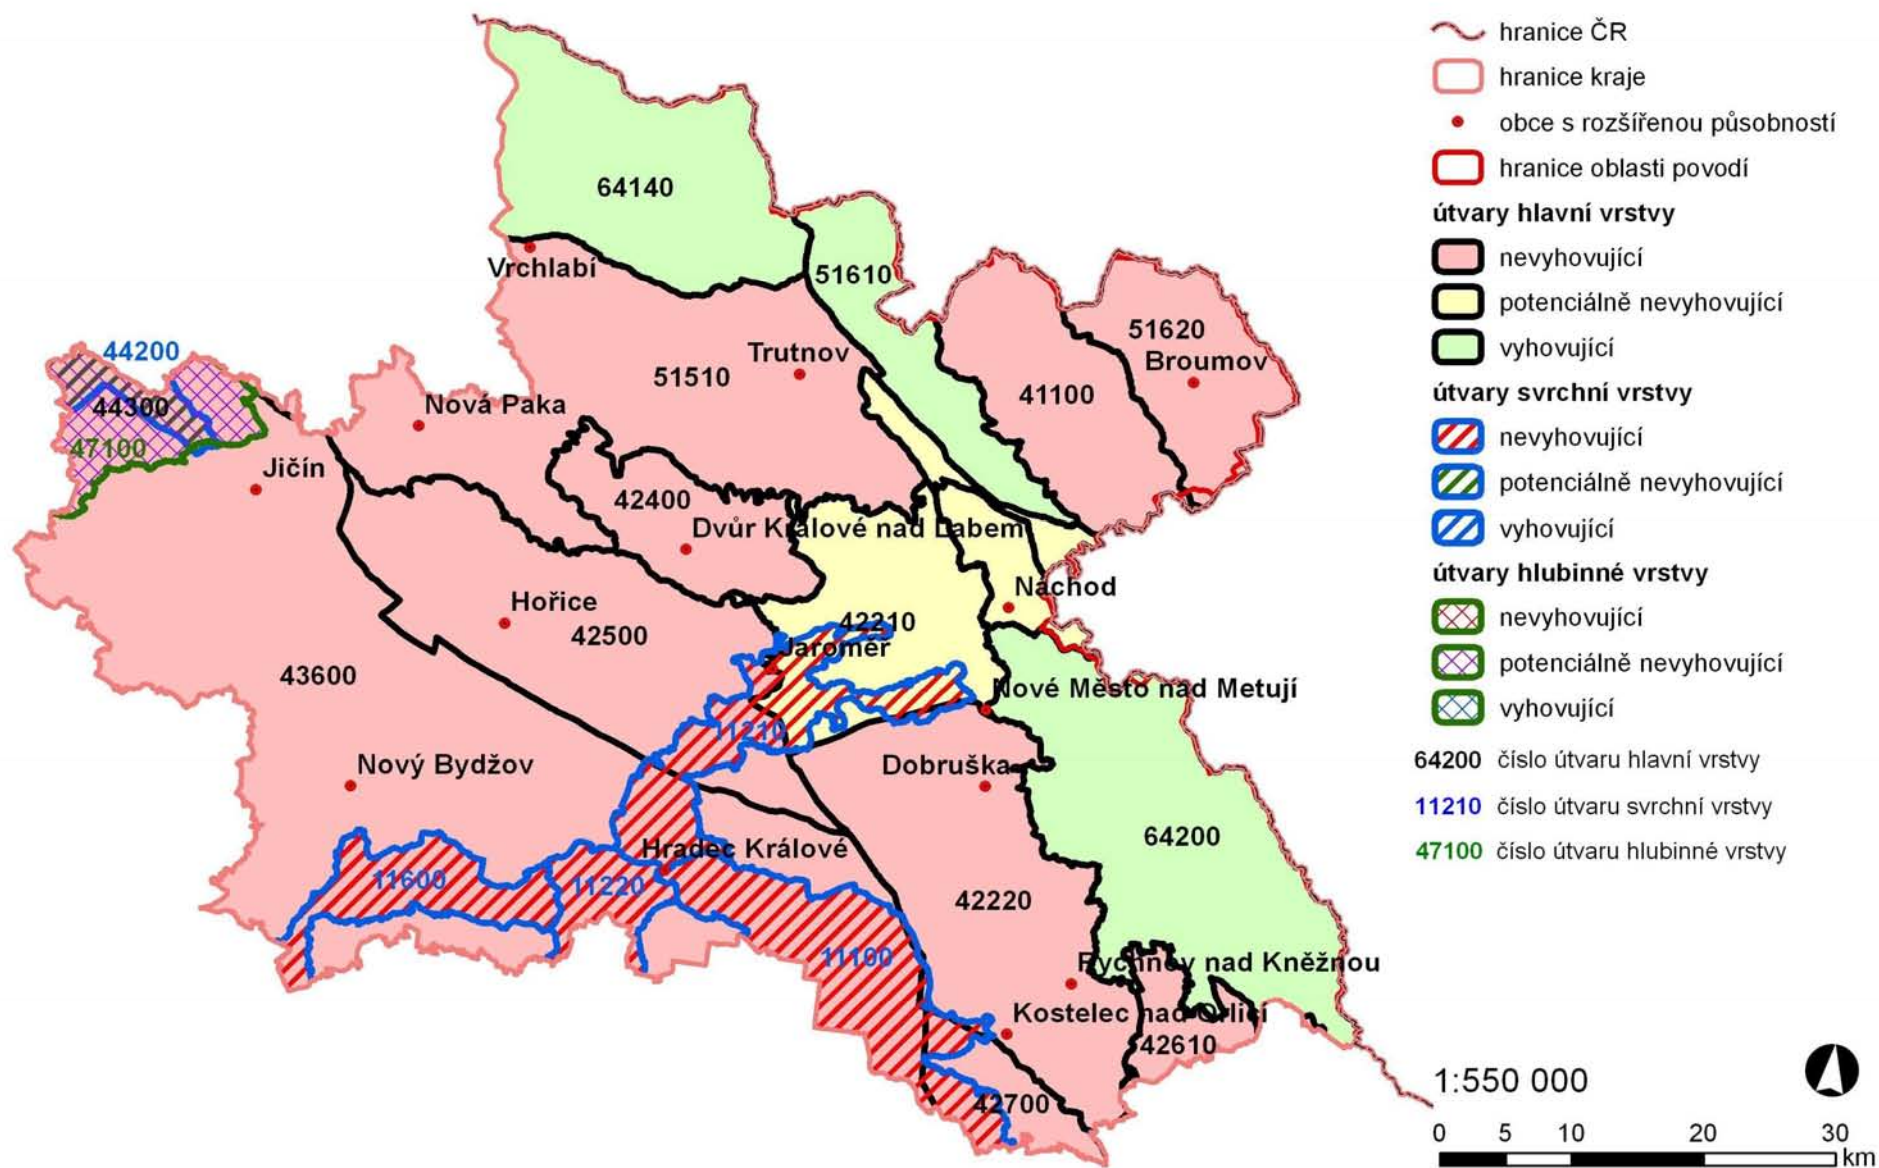 64140
51610
Vrchlabí
51620
Broumov
44200
Trutnov
51510
41100
44300
Nová Paka
47100
Jičín
42400
Dvůr Králové nad Labem
Náchod
Hořice
42500
42210
Jaroměř
43600
Nové Město nad Metují
11210
Nový Bydžov
Dobruška
64200
Hradec Králové
11600
11220
42220
11100
Rychnov nad Kněžnou
Kostelec nad Orlicí
42610
42700
hranice ČR
hranice kraje
obce s rozšířenou působností
hranice oblasti povodí
útvary hlavní vrstvy
nevyhovující
potenciálně nevyhovující
vyhovující
útvary svrchní vrstvy
nevyhovující
potenciálně nevyhovující
vyhovující
útvary hlubinné vrstvy
nevyhovující
potenciálně nevyhovující
vyhovující
64200 číslo útvaru hlavní vrstvy
11210 číslo útvaru svrchní vrstvy
47100 číslo útvaru hlubinné vrstvy
1:550 000
0 5 10 20 30
km